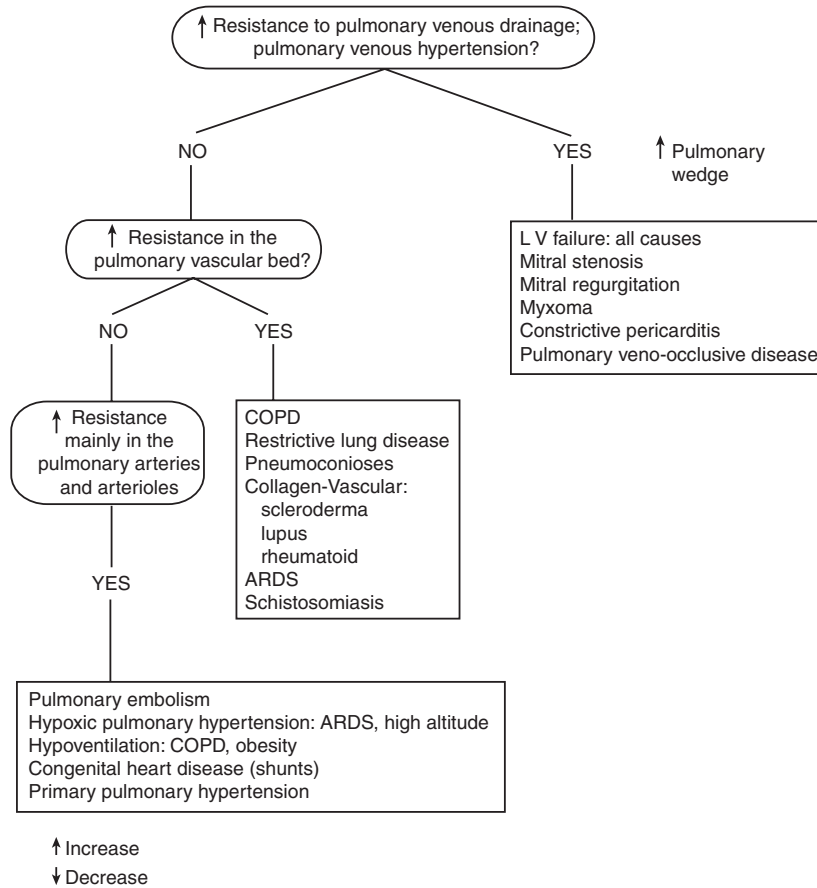 ↑ Resistance to pulmonary venous drainage;
pulmonary venous hypertension?
NO
YES
↑ Pulmonary
wedge
↑ Resistance in the
pulmonary vascular bed?
L V failure: all causes
Mitral stenosis
Mitral regurgitation
Myxoma
Constrictive pericarditis
Pulmonary veno-occlusive disease
NO
YES
↑ Resistance
mainly in the
pulmonary arteries
and arterioles
COPD
Restrictive lung disease
Pneumoconioses
Collagen-Vascular:
scleroderma
lupus
rheumatoid
ARDS
Schistosomiasis
YES
Pulmonary embolism
Hypoxic pulmonary hypertension: ARDS, high altitude
Hypoventilation: COPD, obesity
Congenital heart disease (shunts)
Primary pulmonary hypertension
↑ Increase
↓ Decrease